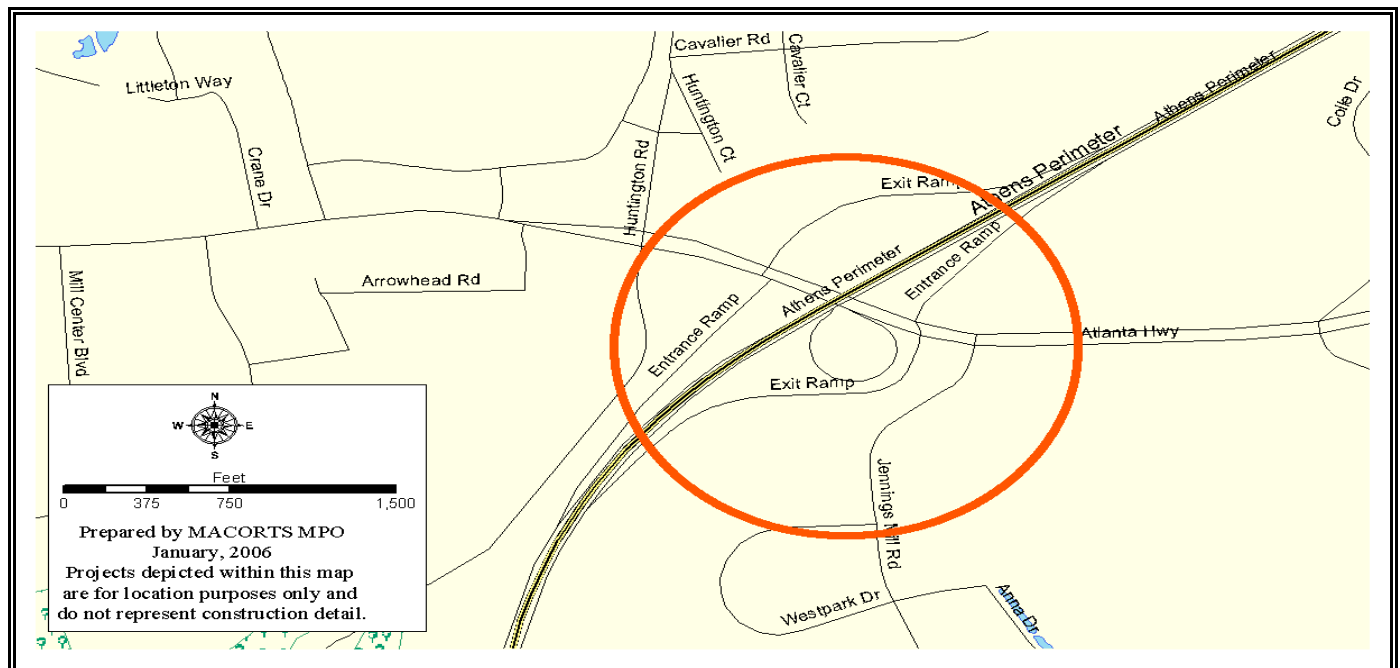 Cavalier Rd
Cavalier Ct
Littleton Way
Huntington Ct
Athens Perimeter
Colle Dr
Crane Dr
Huntington Rd
Exit Ramp
Athens Perimeter
Entrance Ramp
Athens Perimeter
Arrowhead Rd
Mill Center Blvd
Entrance Ramp
Atlanta Hwy
Exit Ramp
Jennings Mill Rd
Westpark Dr
Anna Dr
N
W E
S
Feet
0 375 750 1,500
Prepared by MACORTS MPO
January, 2006
Projects depicted within this map
are for location purposes only and
do not represent construction detail.